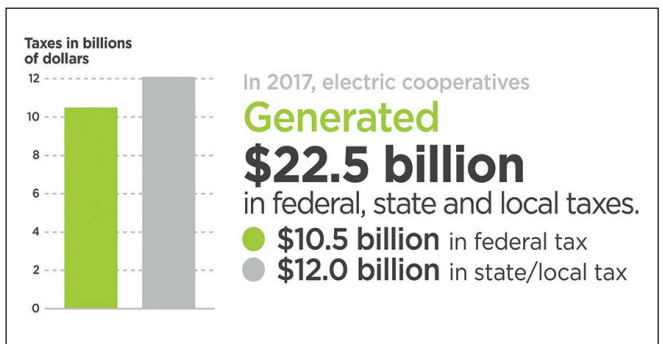 Taxes in billions
of dollars
12
10
8
6
4
2
0
In 2017, electric cooperatives
Generated
$22.5 billion
in federal, state and local taxes.
$10.5 billion in federal tax
$12.0 billion in state/local tax